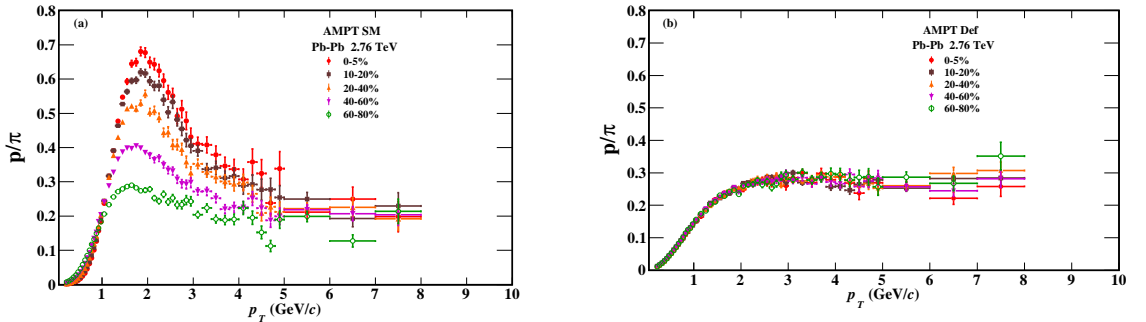 (a)
AMPT SM
Pb-Pb 2.76 TeV
0-5%
10-20%
20-40%
40-60%
60-80%
p/π
0.8
0.7
0.6
0.5
0.4
0.3
0.2
0.1
0
1 2 3 4 5 6 7 8 9 10
p_T (GeV/c)
(b)
AMPT Def
Pb-Pb 2.76 TeV
0-5%
10-20%
20-40%
40-60%
60-80%
p/π
0.8
0.7
0.6
0.5
0.4
0.3
0.2
0.1
0
0 1 2 3 4 5 6 7 8 9 10
p_T (GeV/c)